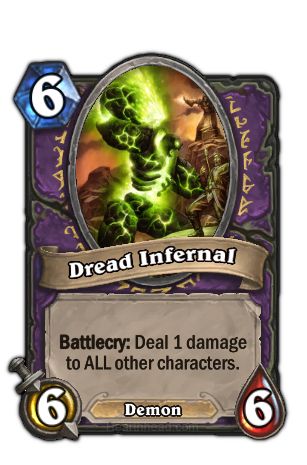 6
Dread Infernal
Battlecry: Deal 1 damage
to ALL other characters.
6
Demon
6